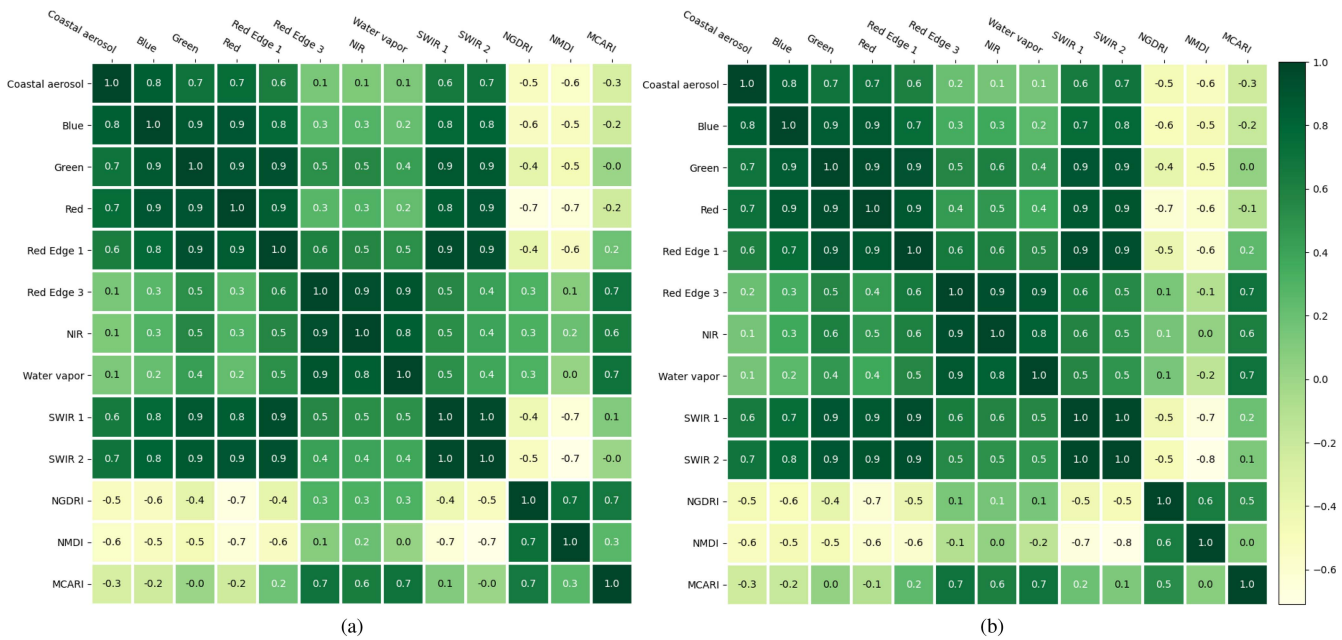 Coastal aerosol Blue Green Red Red Edge 1 Red Edge 3 NIR Water vapor SWIR 1 SWIR 2 NGDRI NMDI MCARI
Coastal aerosol 1.0 0.8 0.7 0.7 0.6 0.1 0.1 0.1 0.6 0.7 -0.5 -0.6 -0.3
Blue 0.8 1.0 0.9 0.9 0.8 0.3 0.3 0.2 0.8 0.8 -0.6 -0.5 -0.2
Green 0.7 0.9 1.0 0.9 0.9 0.5 0.5 0.4 0.9 0.9 -0.4 -0.5 -0.0
Red 0.7 0.9 0.9 1.0 0.9 0.3 0.3 0.2 0.8 0.9 -0.7 -0.7 -0.2
Red Edge 1 0.6 0.8 0.9 0.9 1.0 0.6 0.5 0.5 0.9 0.9 -0.4 -0.6 0.2
Red Edge 3 0.1 0.3 0.5 0.3 0.6 1.0 0.9 0.9 0.5 0.4 0.3 0.1 0.7
NIR 0.1 0.3 0.5 0.3 0.5 0.9 1.0 0.8 0.5 0.4 0.3 0.2 0.6
Water vapor 0.1 0.2 0.4 0.2 0.5 0.9 0.8 1.0 0.5 0.4 0.3 0.0 0.7
SWIR 1 0.6 0.8 0.9 0.8 0.9 0.5 0.5 0.5 1.0 1.0 -0.4 -0.7 0.1
SWIR 2 0.7 0.8 0.9 0.9 0.9 0.4 0.4 0.4 1.0 1.0 -0.5 -0.7 -0.0
NGDRI -0.5 -0.6 -0.4 -0.7 -0.4 0.3 0.3 0.3 -0.4 -0.5 1.0 0.7 0.7
NMDI -0.6 -0.5 -0.5 -0.7 -0.6 0.1 0.2 0.0 -0.7 -0.7 0.7 1.0 0.3
MCARI -0.3 -0.2 -0.0 -0.2 0.2 0.7 0.6 0.7 0.1 -0.0 0.7 0.3 1.0
(a)
Coastal aerosol Blue Green Red Red Edge 1 Red Edge 3 NIR Water vapor SWIR 1 SWIR 2 NGDRI NMDI MCARI
Coastal aerosol 1.0 0.8 0.7 0.7 0.6 0.2 0.1 0.1 0.6 0.7 -0.5 -0.6 -0.3
Blue 0.8 1.0 0.9 0.9 0.7 0.3 0.3 0.2 0.7 0.8 -0.6 -0.5 -0.2
Green 0.7 0.9 1.0 0.9 0.9 0.5 0.6 0.4 0.9 0.9 -0.4 -0.5 0.0
Red 0.7 0.9 0.9 1.0 0.9 0.4 0.5 0.4 0.9 0.9 -0.7 -0.6 -0.1
Red Edge 1 0.6 0.7 0.9 0.9 1.0 0.6 0.6 0.5 0.9 0.9 -0.5 -0.6 0.2
Red Edge 3 0.2 0.3 0.5 0.4 0.6 1.0 0.9 0.9 0.6 0.5 0.1 -0.1 0.7
NIR 0.1 0.3 0.6 0.5 0.6 0.9 1.0 0.8 0.6 0.5 0.1 0.0 0.6
Water vapor 0.1 0.2 0.4 0.4 0.5 0.9 0.8 1.0 0.5 0.5 0.1 -0.2 0.7
SWIR 1 0.6 0.7 0.9 0.9 0.9 0.6 0.6 0.5 1.0 1.0 -0.5 -0.7 0.2
SWIR 2 0.7 0.8 0.9 0.9 0.9 0.5 0.5 0.5 1.0 1.0 -0.5 -0.8 0.1
NGDRI -0.5 -0.6 -0.4 -0.7 -0.5 0.1 0.1 0.1 -0.5 -0.5 1.0 0.6 0.5
NMDI -0.6 -0.5 -0.5 -0.6 -0.6 -0.1 0.0 -0.2 -0.7 -0.8 0.6 1.0 0.0
MCARI -0.3 -0.2 0.0 -0.1 0.2 0.7 0.6 0.7 0.2 0.1 0.5 0.0 1.0
(b)
1.0
0.8
0.6
0.4
0.2
0.0
-0.2
-0.4
-0.6